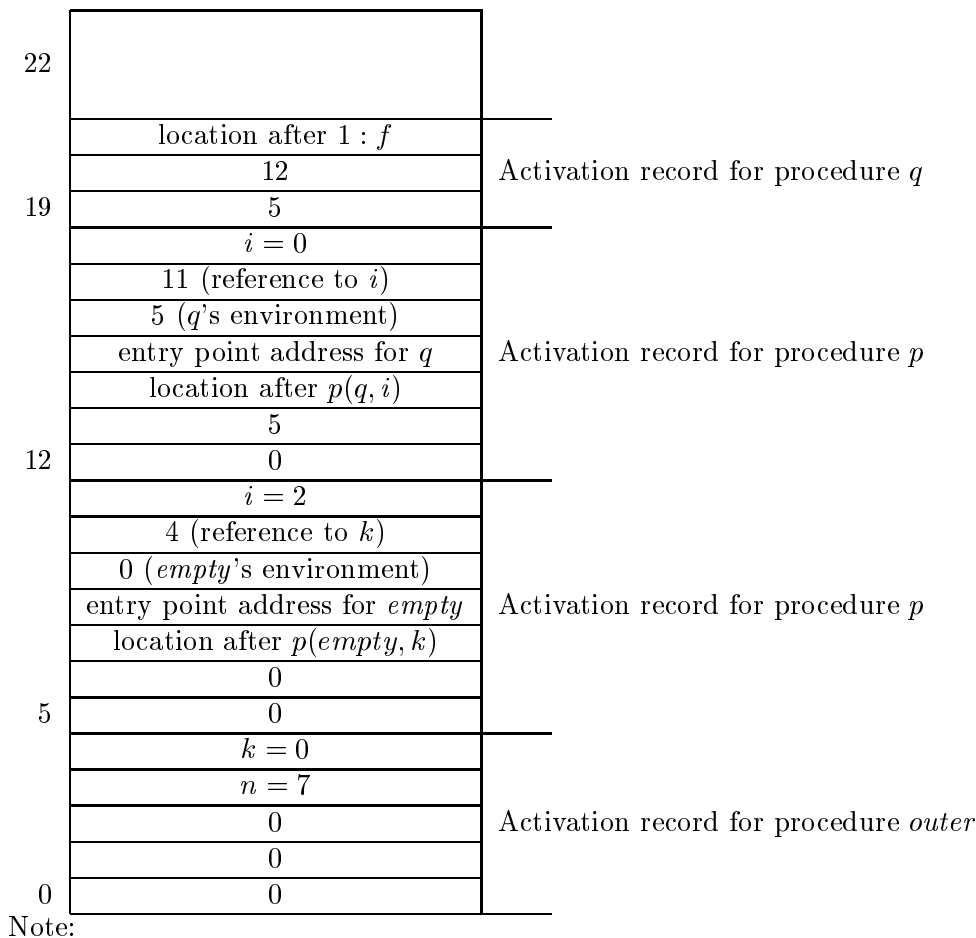 22
location after 1 : f
12
Activation record for procedure q
19
5
i = 0
11 (reference to i)
5 (q's environment)
entry point address for q
Activation record for procedure p
location after p(q, i)
5
12
0
i = 2
4 (reference to k)
0 (empty's environment)
entry point address for empty
Activation record for procedure p
location after p(empty, k)
0
5
0
k = 0
n = 7
0
Activation record for procedure outer
0
0
0
Note: